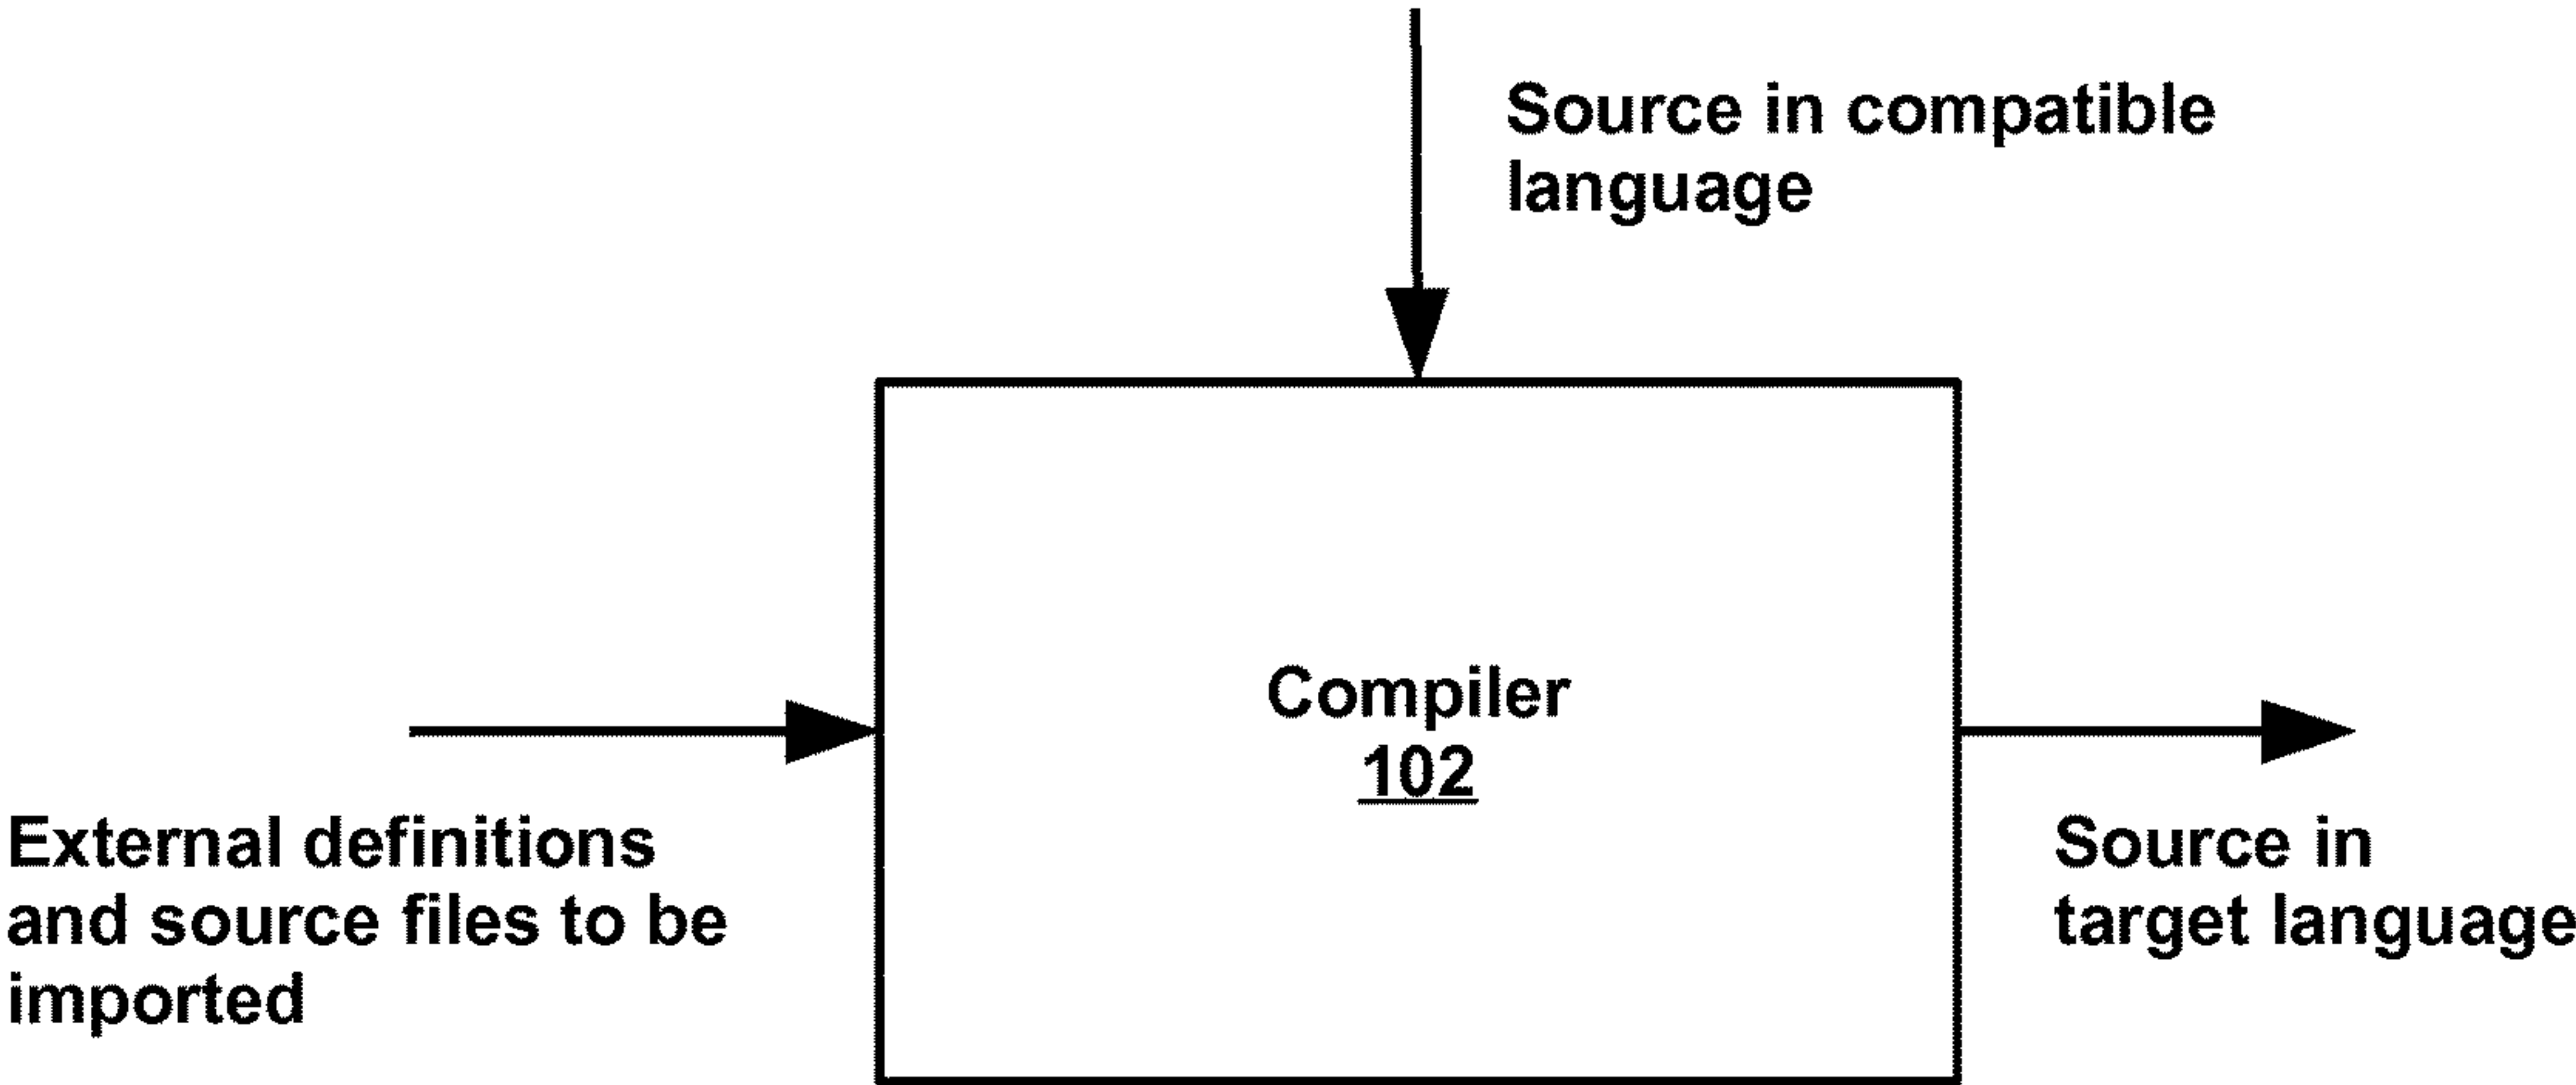 Source in compatible
language
Compiler
102
External definitions
and source files to be
imported
Source in
target language